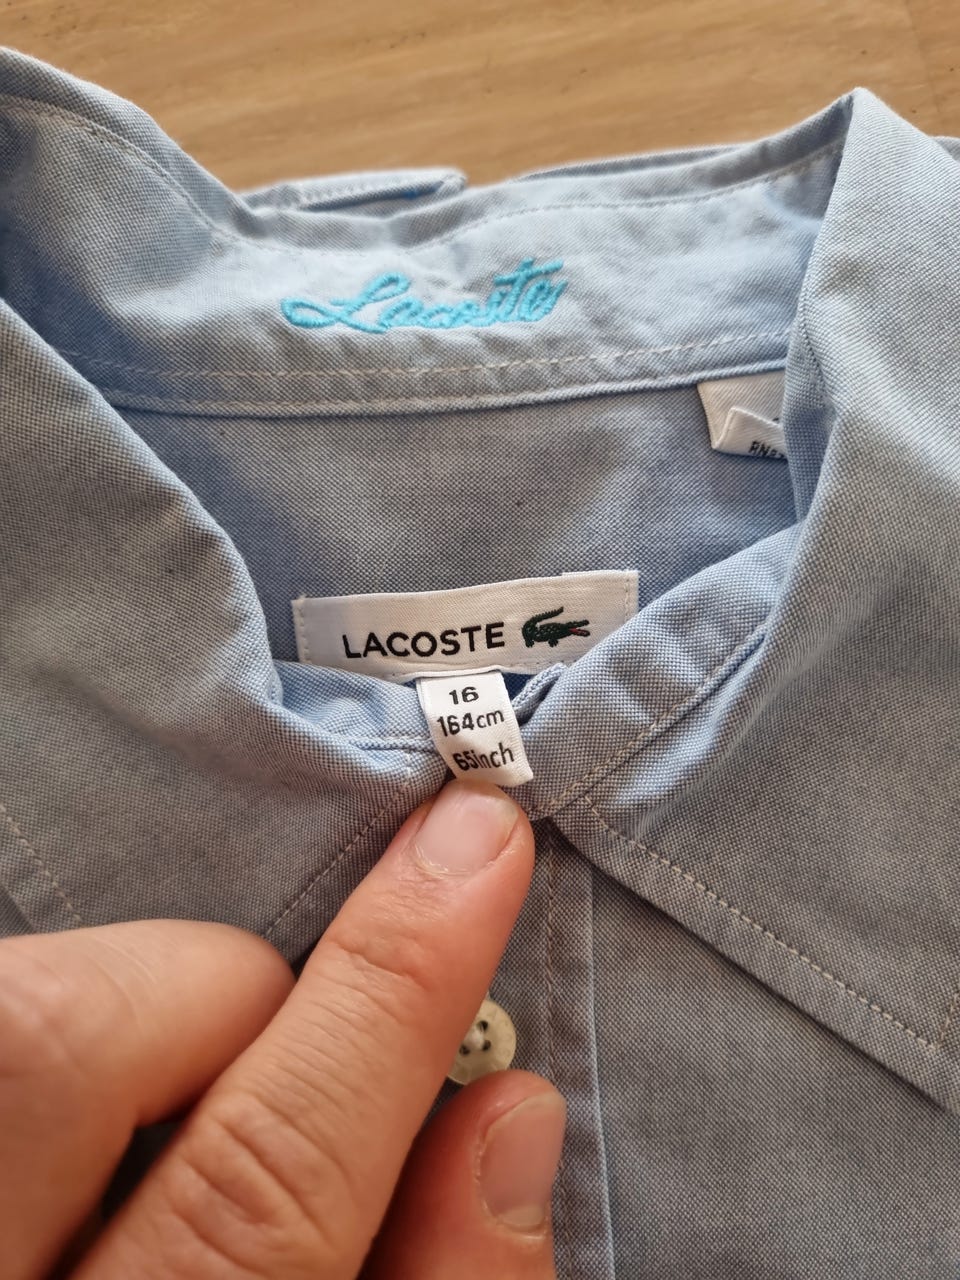 Lacoste
LACOSTE
16
164cm
65inch